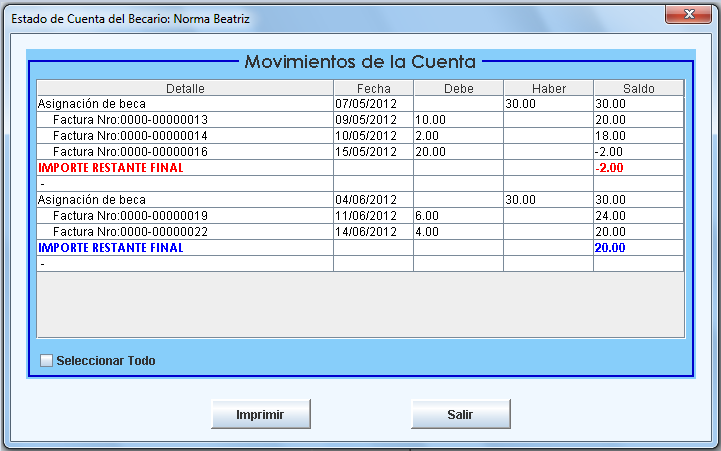 Estado de Cuenta del Becario: Norma Beatriz
Movimientos de la Cuenta
Detalle Fecha Debe Haber Saldo
Asignación de beca 07/05/2012 30.00 30.00
Factura Nro:0000-00000013 09/05/2012 10.00 20.00
Factura Nro:0000-00000014 10/05/2012 2.00 18.00
Factura Nro:0000-00000016 15/05/2012 20.00 -2.00
IMPORTE RESTANTE FINAL -2.00
-
Asignación de beca 04/06/2012 30.00 30.00
Factura Nro:0000-00000019 11/06/2012 6.00 24.00
Factura Nro:0000-00000022 14/06/2012 4.00 20.00
IMPORTE RESTANTE FINAL 20.00
-
Seleccionar Todo
Imprimir Salir